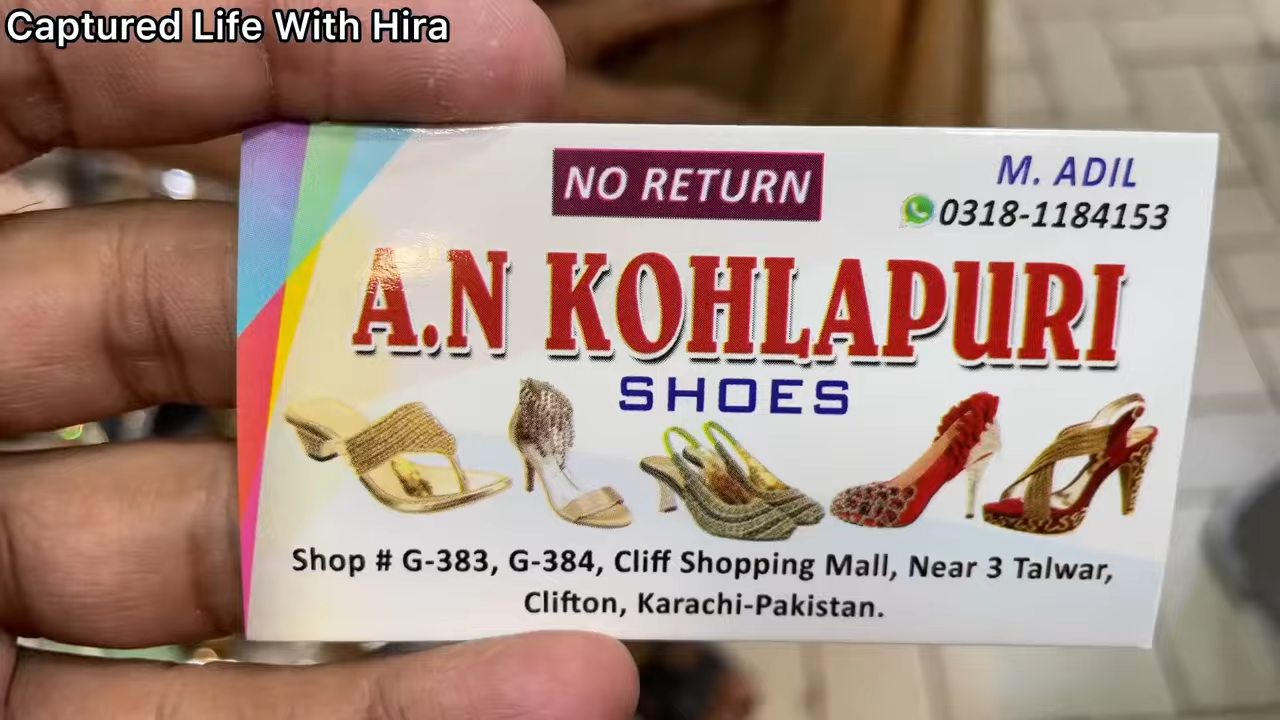 Captured Life With Hira
NO RETURN
M. ADIL
0318-1184153
A.N KOHLAPURI
SHOES
Shop # G-383, G-384, Cliff Shopping Mall, Near 3 Talwar,
Clifton, Karachi-Pakistan.